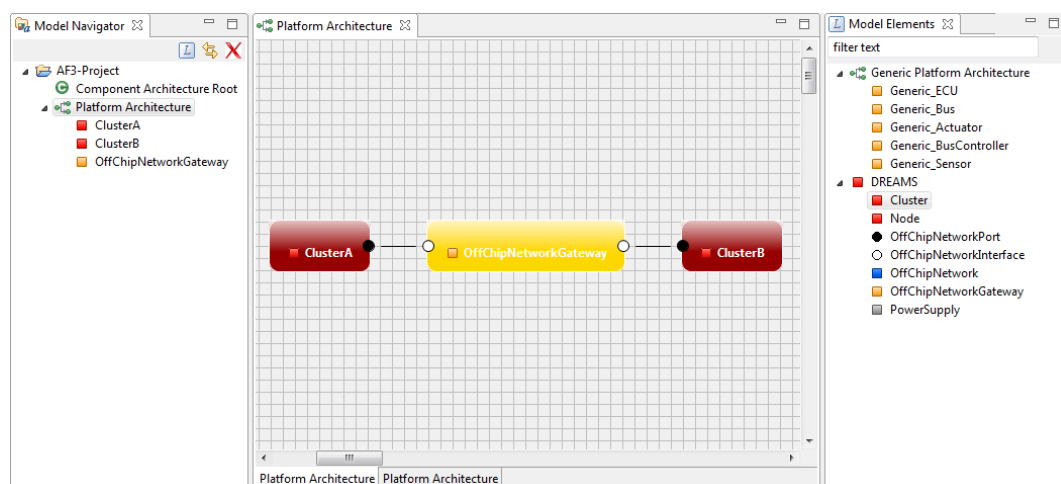 Model Navigator
AF3-Project
Component Architecture Root
Platform Architecture
ClusterA
ClusterB
OffChipNetworkGateway
Platform Architecture
ClusterA
OffChipNetworkGateway
ClusterB
Platform Architecture
Platform Architecture
L Model Elements
filter text
Generic Platform Architecture
Generic_ECU
Generic_Bus
Generic_Actuator
Generic_BusController
Generic_Sensor
DREAMS
Cluster
Node
OffChipNetworkPort
OffChipNetworkInterface
OffChipNetwork
OffChipNetworkGateway
PowerSupply